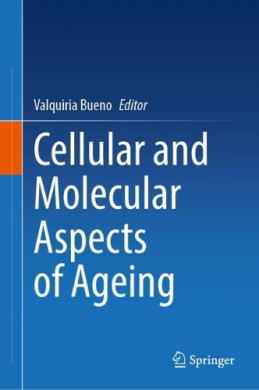 Valquiria Bueno Editor
Cellular and
Molecular
Aspects
of Ageing
Springer